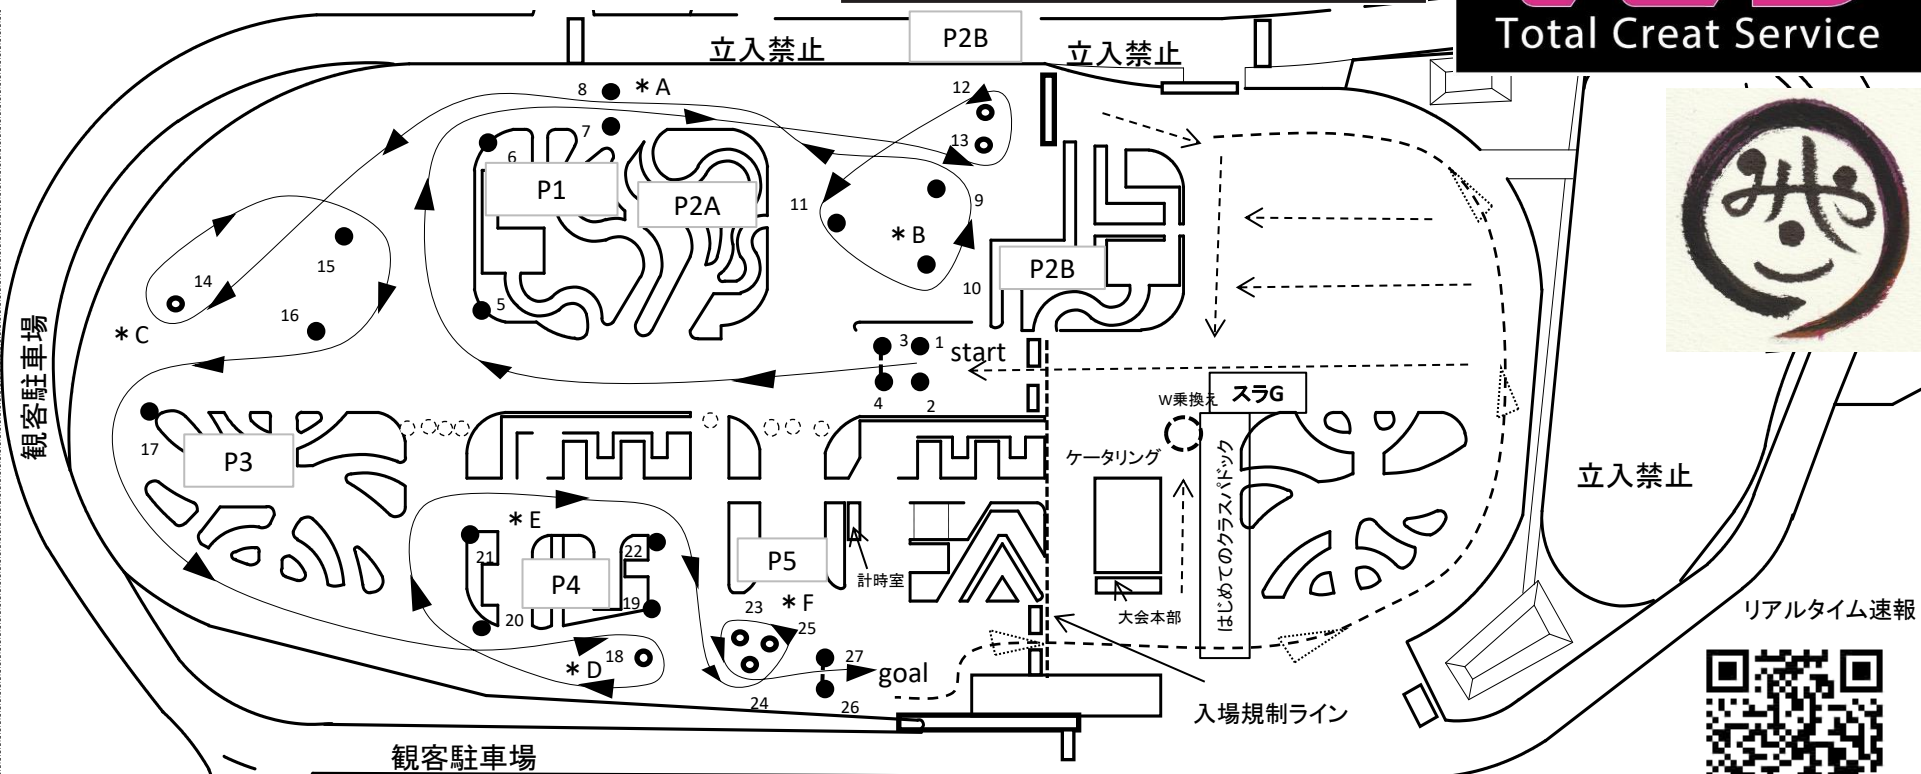 Total Creat Service
P2B
立入禁止
立入禁止
8
＊A
12
7
13
6
P1
P2A
11
9
＊B
P2B
10
14
15
16
5
＊C
3
1
start
4
2
W乗換え
スラG
観客駐車場
17
P3
ケータリング
はじめてのクラスパドック
立入禁止
＊E
21
22
P4
P5
計時室
19
20
23
＊F
25
大会本部
リアルタイム速報
＊D
18
27
goal
24
26
入場規制ライン
観客駐車場